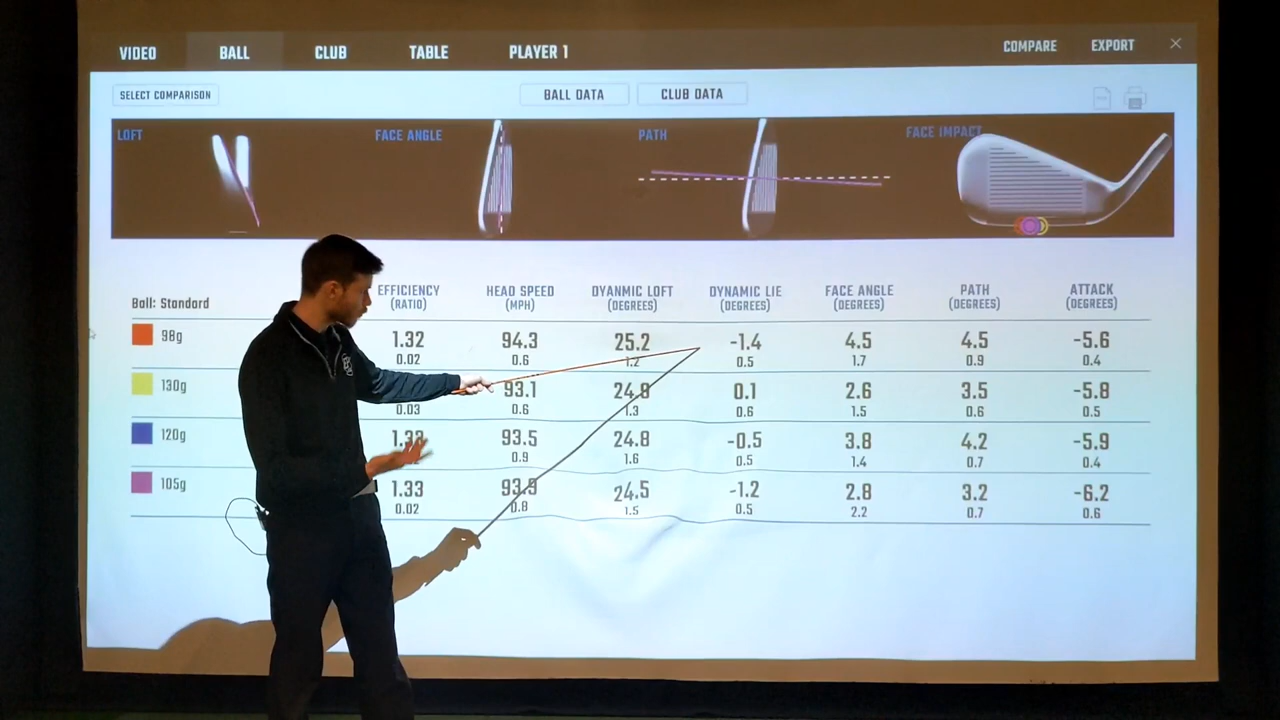 VIDEO BALL CLUB TABLE PLAYER 1 COMPARE EXPORT ×
SELECT COMPARISON BALL DATA CLUB DATA
LOFT FACE ANGLE PATH FACE IMPACT
Ball: Standard EFFICIENCY HEAD SPEED DYANMIC LOFT DYNAMIC LIE FACE ANGLE PATH ATTACK
(RATIO) (MPH) (DEGREES) (DEGREES) (DEGREES) (DEGREES) (DEGREES)
98g 1.32 94.3 25.2 -1.4 4.5 4.5 -5.6
0.02 0.6 1.2 0.5 1.7 0.9 0.4
130g 93.1 24.8 0.1 2.6 3.5 -5.8
0.03 0.6 1.3 0.6 1.5 0.6 0.5
120g 93.5 24.8 -0.5 3.8 4.2 -5.9
0.9 1.6 0.5 1.4 0.7 0.4
105g 1.33 93.9 24.5 -1.2 2.8 3.2 -6.2
0.02 0.8 1.5 0.5 2.2 0.7 0.6